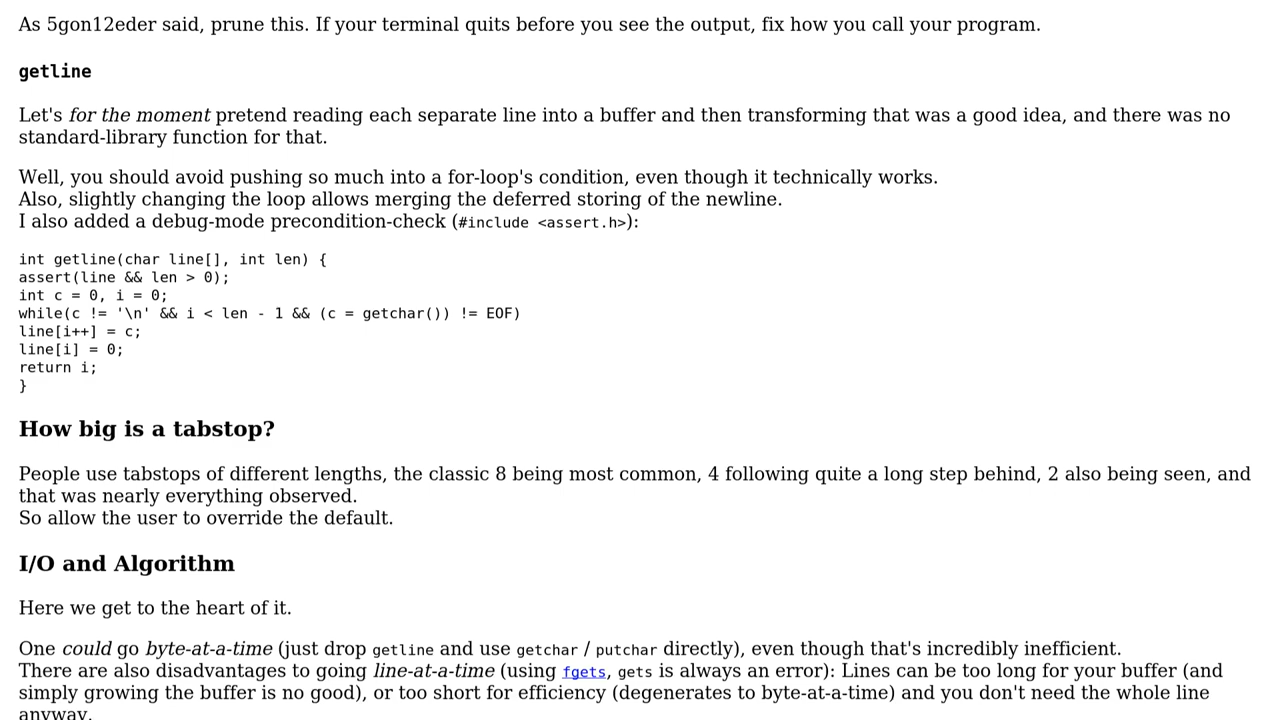 As 5gon12eder said, prune this. If your terminal quits before you see the output, fix how you call your program.
getline
Let's for the moment pretend reading each separate line into a buffer and then transforming that was a good idea, and there was no
standard-library function for that.
Well, you should avoid pushing so much into a for-loop's condition, even though it technically works.
Also, slightly changing the loop allows merging the deferred storing of the newline.
I also added a debug-mode precondition-check (#include <assert.h>):
int getline(char line[], int len) {
assert(line && len > 0);
int c = 0, i = 0;
while(c != '\n' && i < len - 1 && (c = getchar()) != EOF)
line[i++] = c;
line[i] = 0;
return i;
}
How big is a tabstop?
People use tabstops of different lengths, the classic 8 being most common, 4 following quite a long step behind, 2 also being seen, and
that was nearly everything observed.
So allow the user to override the default.
I/O and Algorithm
Here we get to the heart of it.
One could go byte-at-a-time (just drop getline and use getchar / putchar directly), even though that's incredibly inefficient.
There are also disadvantages to going line-at-a-time (using fgets, gets is always an error): Lines can be too long for your buffer (and
simply growing the buffer is no good), or too short for efficiency (degenerates to byte-at-a-time) and you don't need the whole line
anyway.